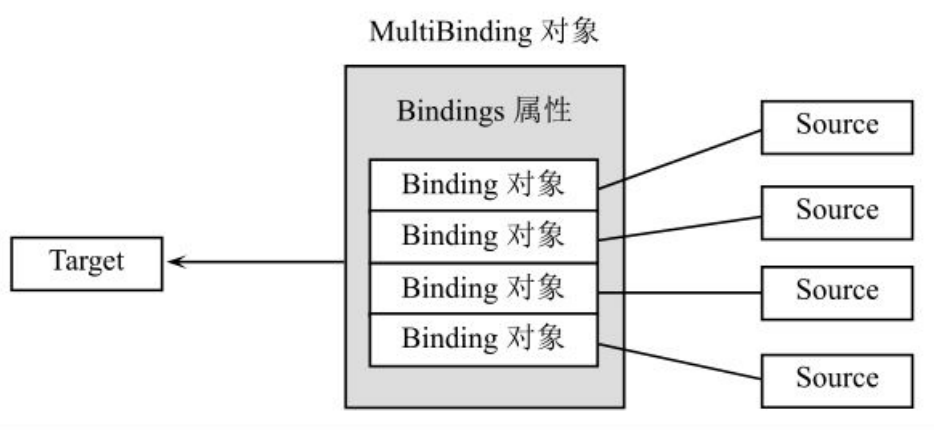 MultiBinding 对象
Bindings 属性
Binding 对象
Binding 对象
Binding 对象
Binding 对象
Target
Source
Source
Source
Source